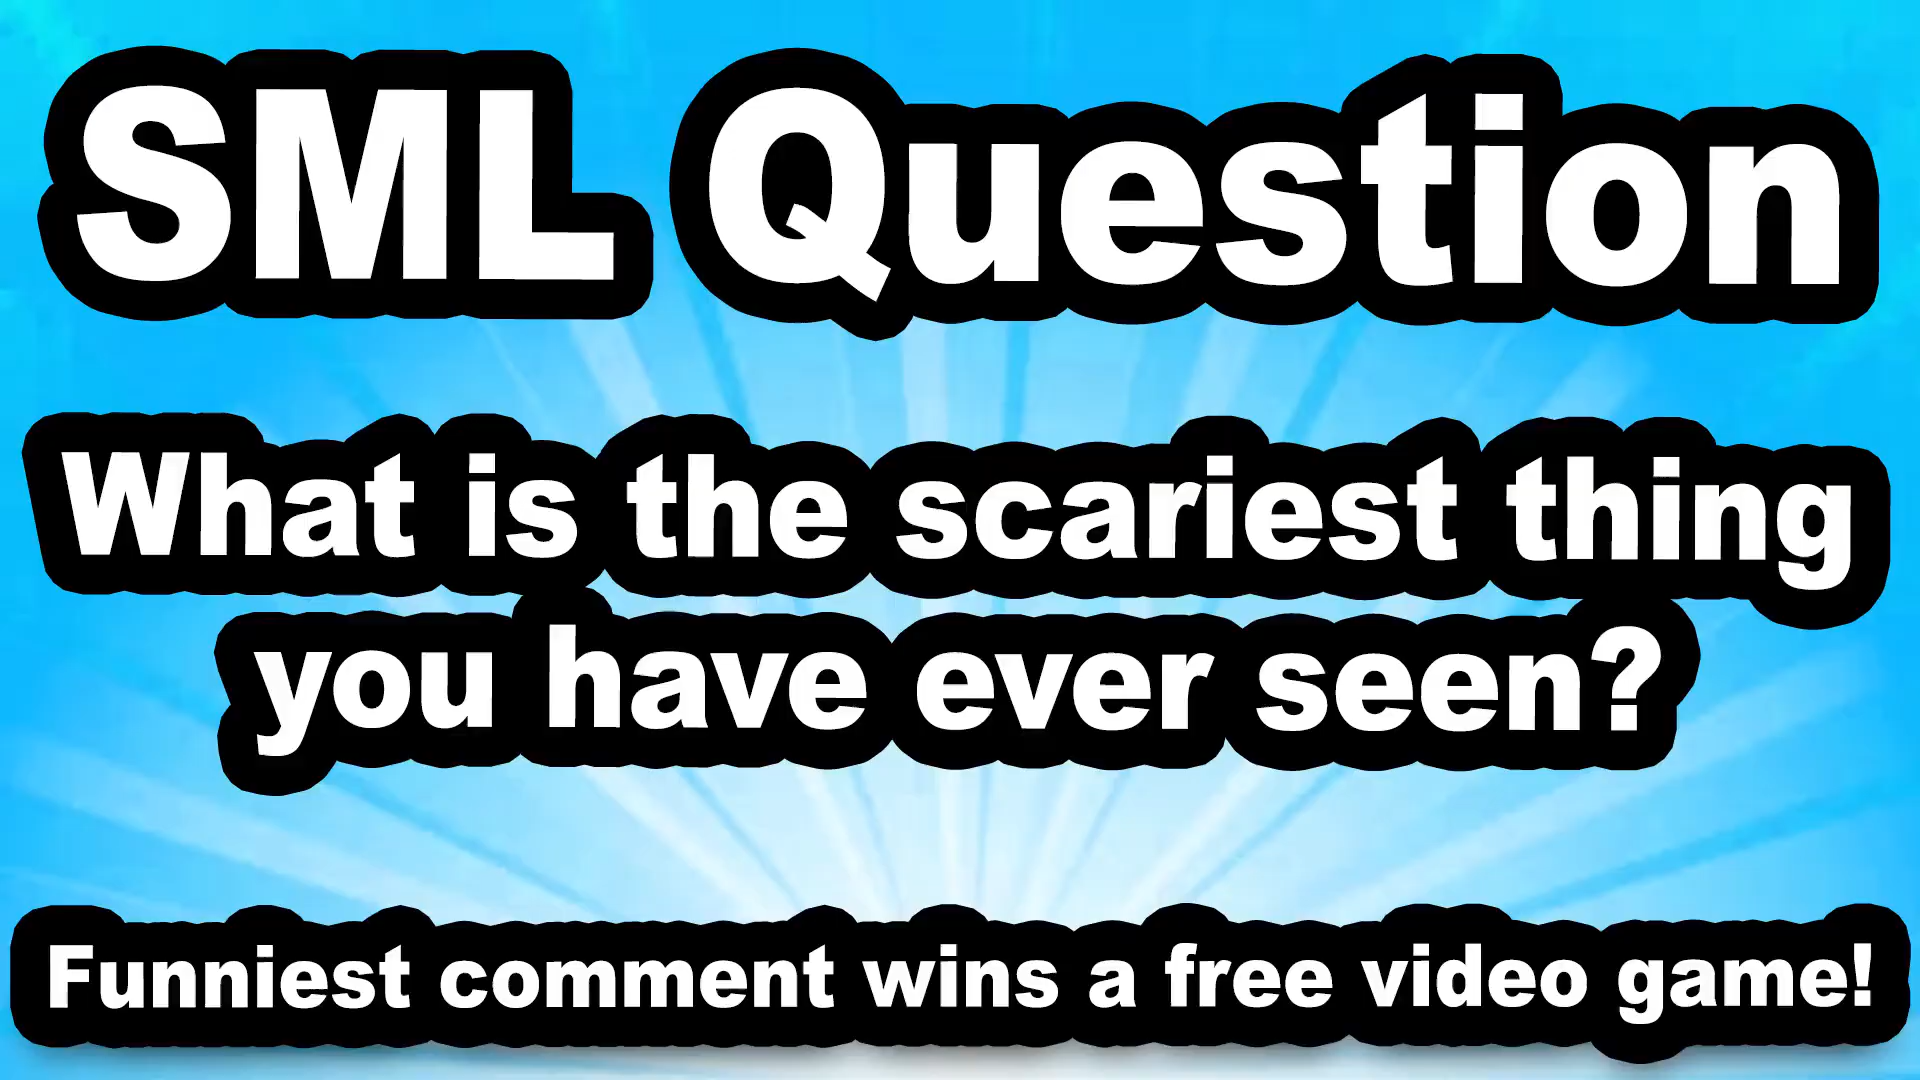 SML Question
What is the scariest thing
you have ever seen?
Funniest comment wins a free video game!